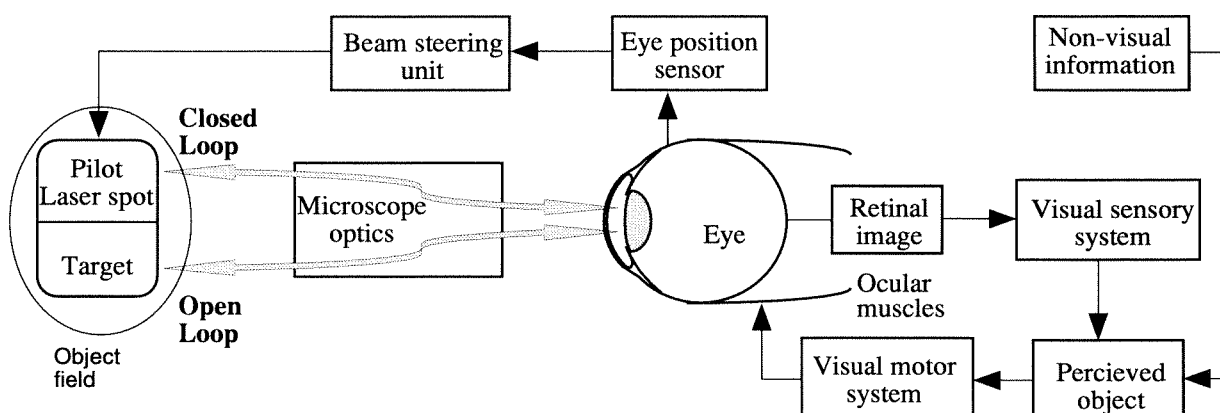 Beam steering
unit
Eye position
sensor
Non-visual
information
Closed
Loop
Pilot
Laser spot
Target
Microscope
optics
Eye
Retinal
image
Visual sensory
system
Open
Loop
Ocular
muscles
Object
field
Visual motor
system
Percieved
object